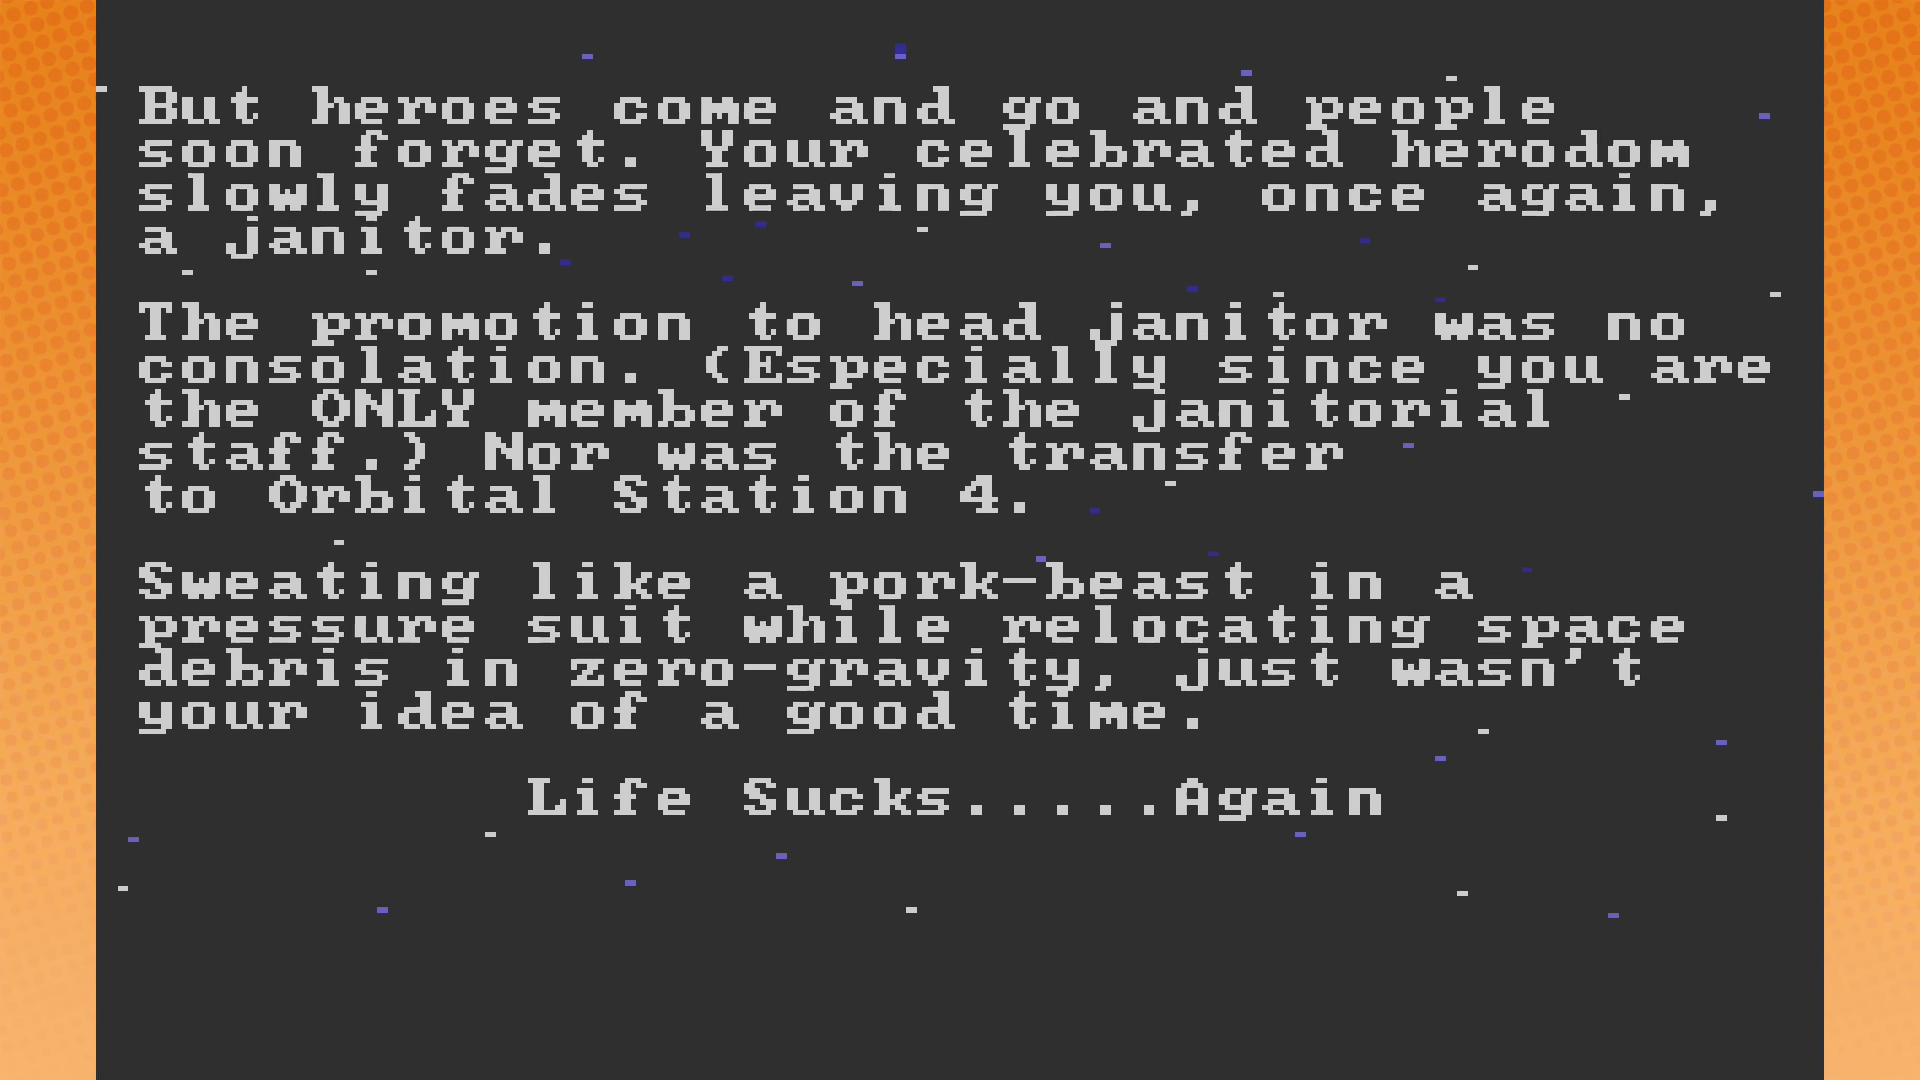 But heroes come and go and people
soon forget. Your celebrated herodom
slowly fades leaving you, once again,
a janitor.
The promotion to head janitor was no
consolation. (Especially since you are
the ONLY member of the janitorial
staff.) Nor was the transfer
to Orbital Station 4.
Sweating like a pork-beast in a
pressure suit while relocating space
debris in zero-gravity, just wasn't
your idea of a good time.
Life Sucks.....Again